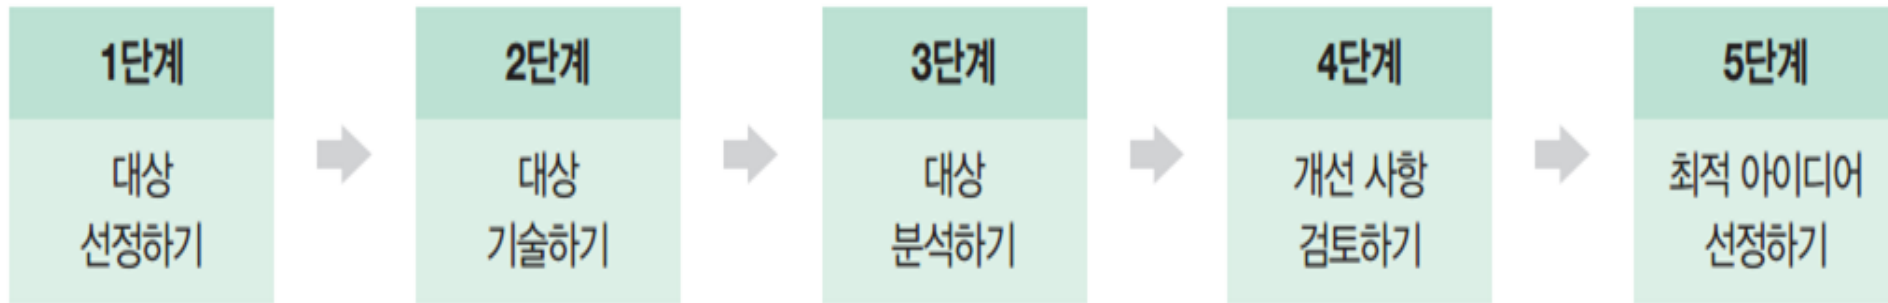 1단계
대상
선정하기
2단계
대상
기술하기
3단계
대상
분석하기
4단계
개선 사항
검토하기
5단계
최적 아이디어
선정하기